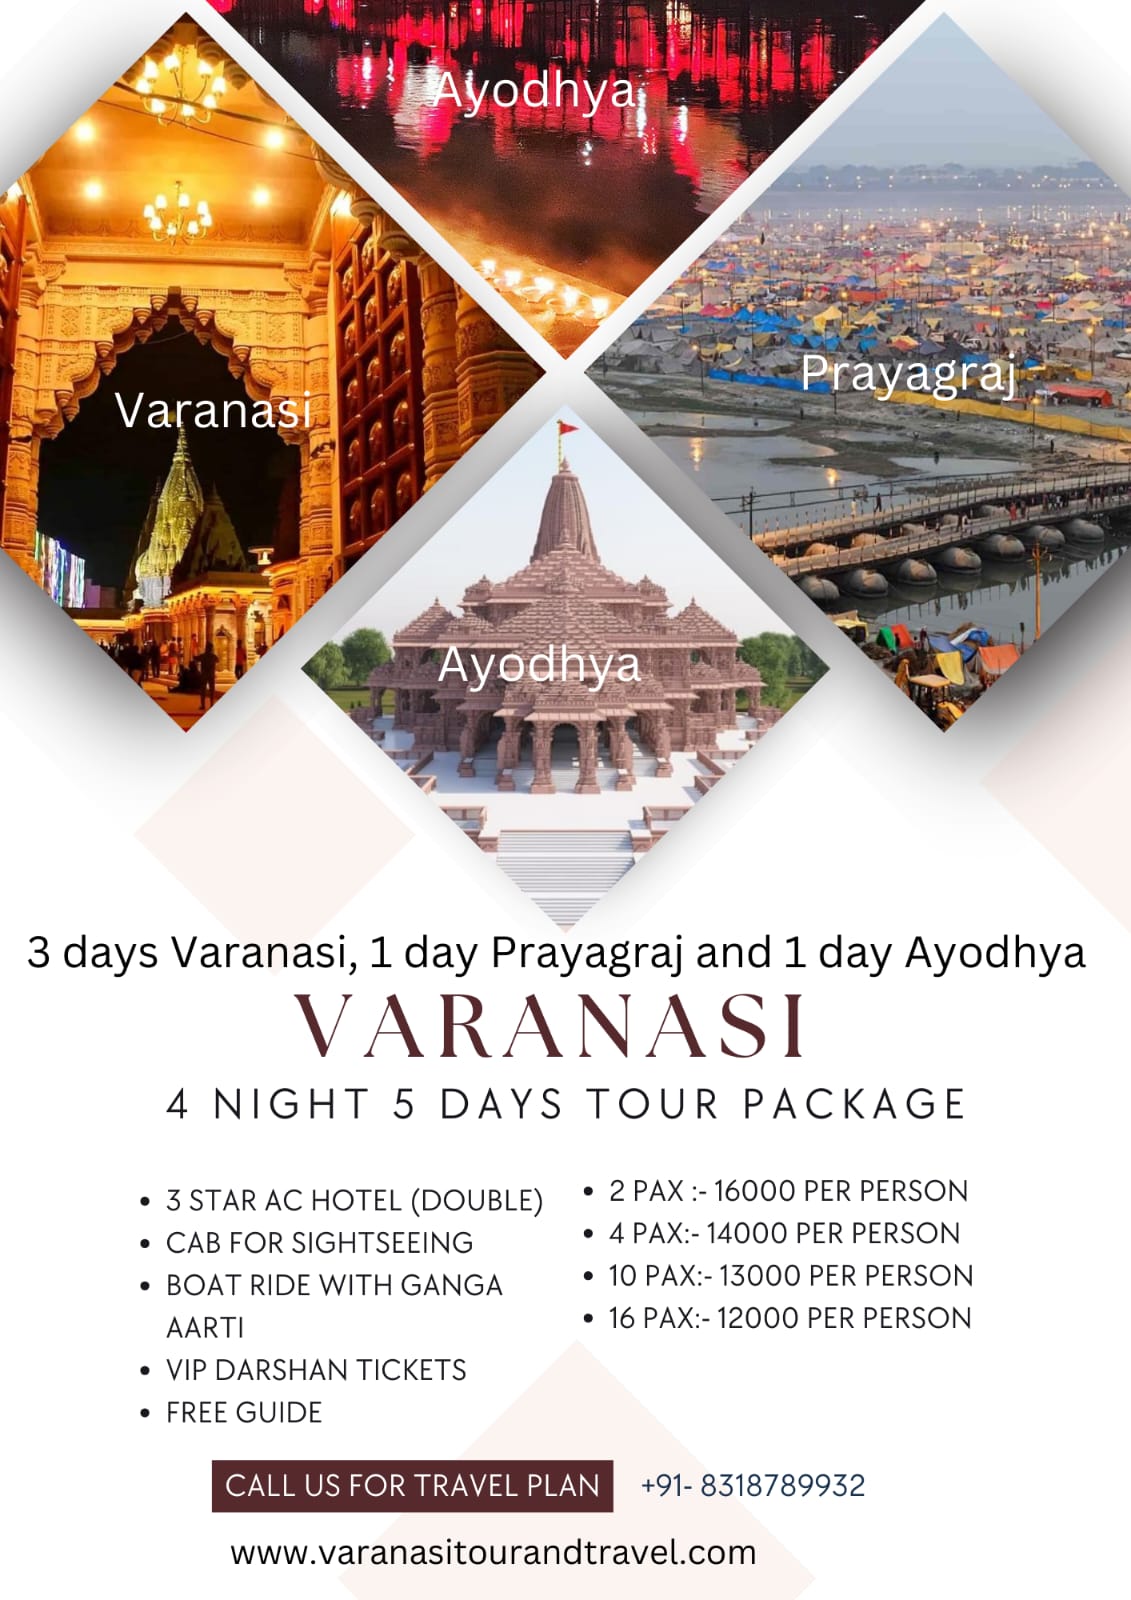 Ayodhya
Prayagraj
Varanasi
Ayodhya
3 days Varanasi, 1 day Prayagraj and 1 day Ayodhya
VARANASI
4 NIGHT 5 DAYS TOUR PACKAGE
• 3 STAR AC HOTEL (DOUBLE)
• CAB FOR SIGHTSEEING
• BOAT RIDE WITH GANGA
AARTI
• VIP DARSHAN TICKETS
• FREE GUIDE
• 2 PAX :- 16000 PER PERSON
• 4 PAX:- 14000 PER PERSON
• 10 PAX:- 13000 PER PERSON
• 16 PAX:- 12000 PER PERSON
CALL US FOR TRAVEL PLAN +91- 8318789932
www.varanasitourandtravel.com